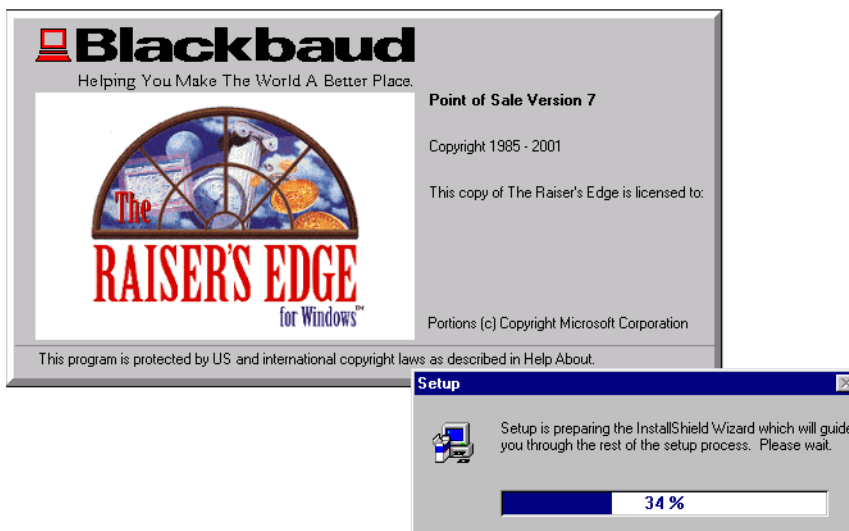 Blackbaud
Helping You Make The World A Better Place.
The
RAISER'S EDGE
for Windows™
Point of Sale Version 7
Copyright 1985 - 2001
This copy of The Raiser's Edge is licensed to:
Portions (c) Copyright Microsoft Corporation
This program is protected by US and international copyright laws as described in Help About.
Setup
Setup is preparing the InstallShield Wizard which will guide
you through the rest of the setup process. Please wait.
34 %